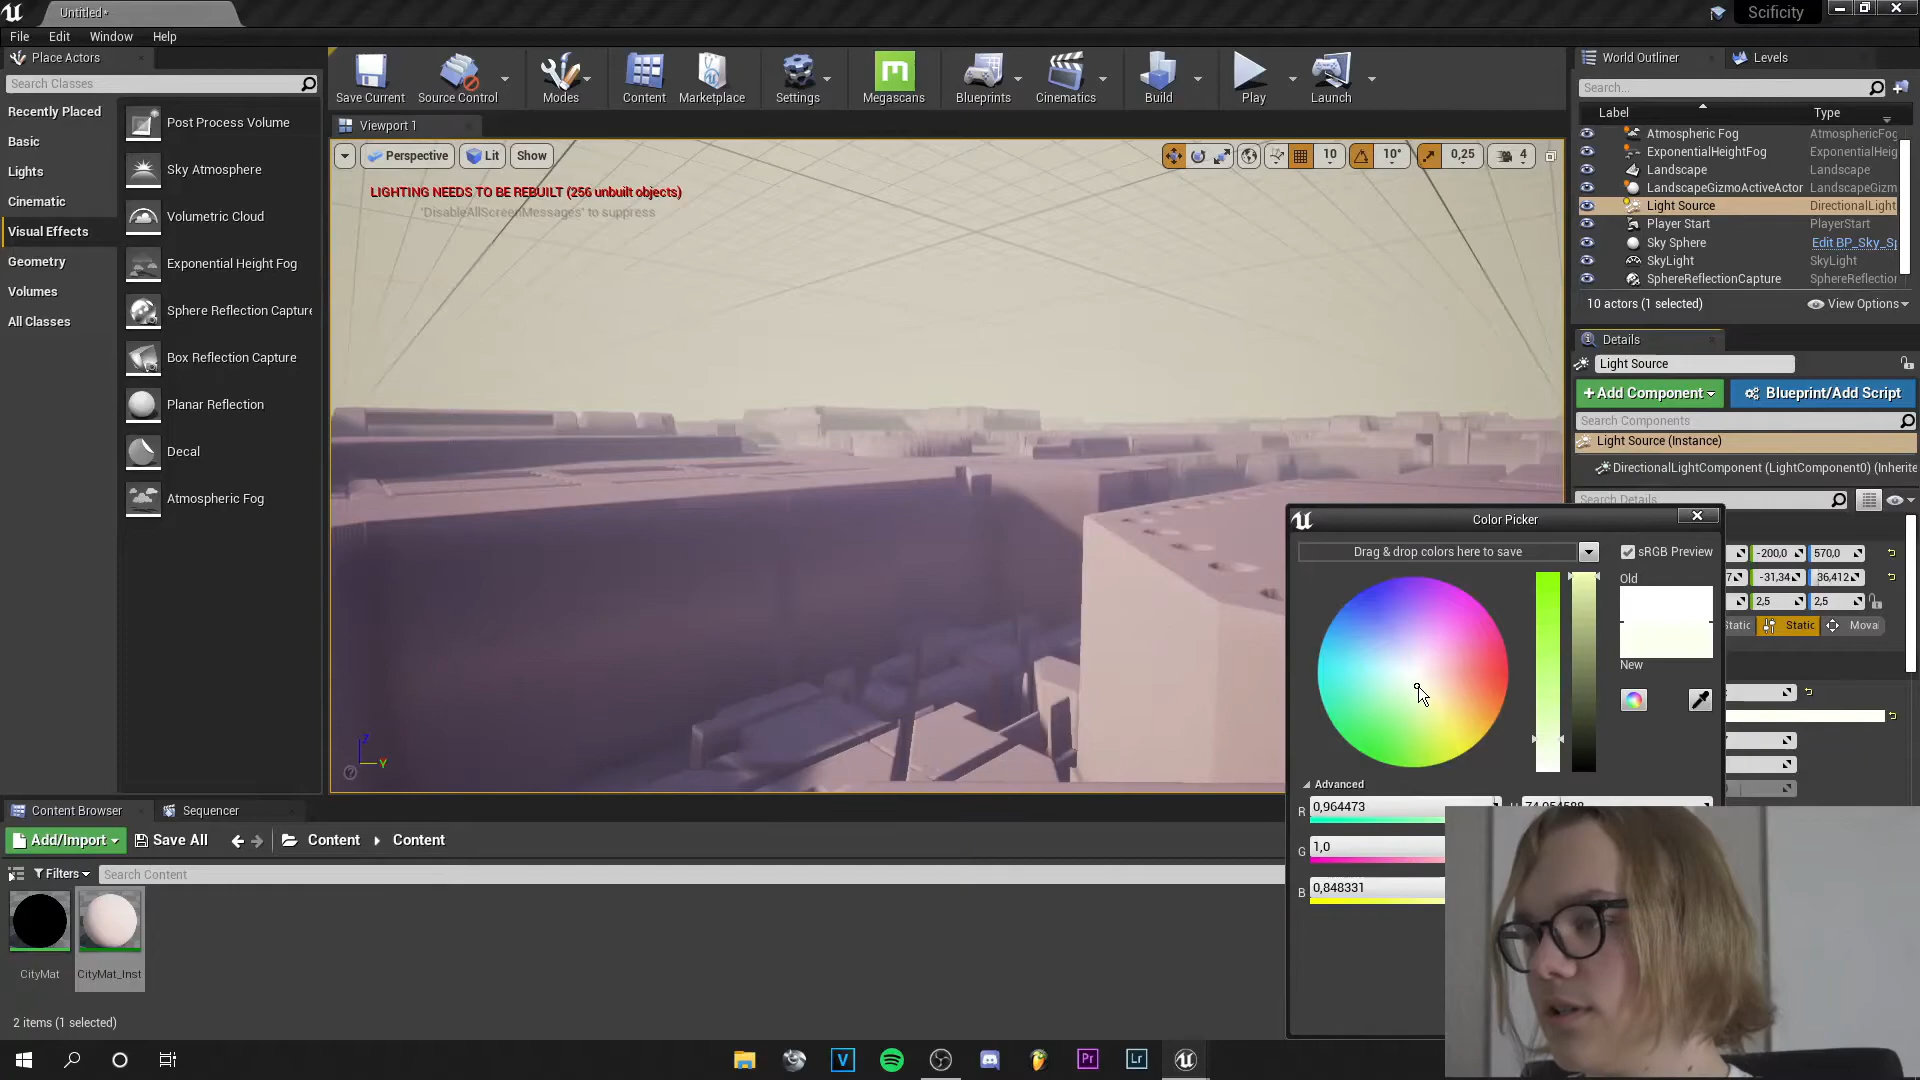 Untitled*
Scificity
File
Edit
Window
Help
Place Actors
Search Classes
Recently Placed
Basic
Lights
Cinematic
Visual Effects
Geometry
Volumes
All Classes
Post Process Volume
Sky Atmosphere
Volumetric Cloud
Exponential Height Fog
Sphere Reflection Capture
Box Reflection Capture
Planar Reflection
Decal
Atmospheric Fog
Save Current
Source Control
Modes
Content
Marketplace
Settings
Megascans
Blueprints
Cinematics
Build
Play
Launch
Viewport 1
Perspective
Lit
Show
10
10°
0,25
4
LIGHTING NEEDS TO BE REBUILT (256 unbuilt objects)
'DisableAllScreenMessages' to suppress
Z
Y
World Outliner
Levels
Search...
Label
Type
Atmospheric Fog AtmosphericFog
ExponentialHeightFog ExponentialHeig
Landscape Landscape
LandscapeGizmoActiveActor LandscapeGizm
Light Source DirectionalLight
Player Start PlayerStart
Sky Sphere Edit BP_Sky_Sp
SkyLight SkyLight
SphereReflectionCapture SphereReflection
10 actors (1 selected)
View Options
Details
Light Source
+Add Component
Blueprint/Add Script
Search Components
Light Source (Instance)
DirectionalLightComponent (LightComponent0) (Inherite
Search Details
-200,0
570,0
-31,34
36,412
2,5
2,5
Static
Static
Mova
Color Picker
Drag & drop colors here to save
sRGB Preview
Old
New
Advanced
R 0,964473
G 1,0
B 0,848331
Content Browser
Sequencer
Add/Import
Save All
Content
Content
Filters
Search Content
CityMat
CityMat_Inst
2 items (1 selected)
V
Pr
Lr